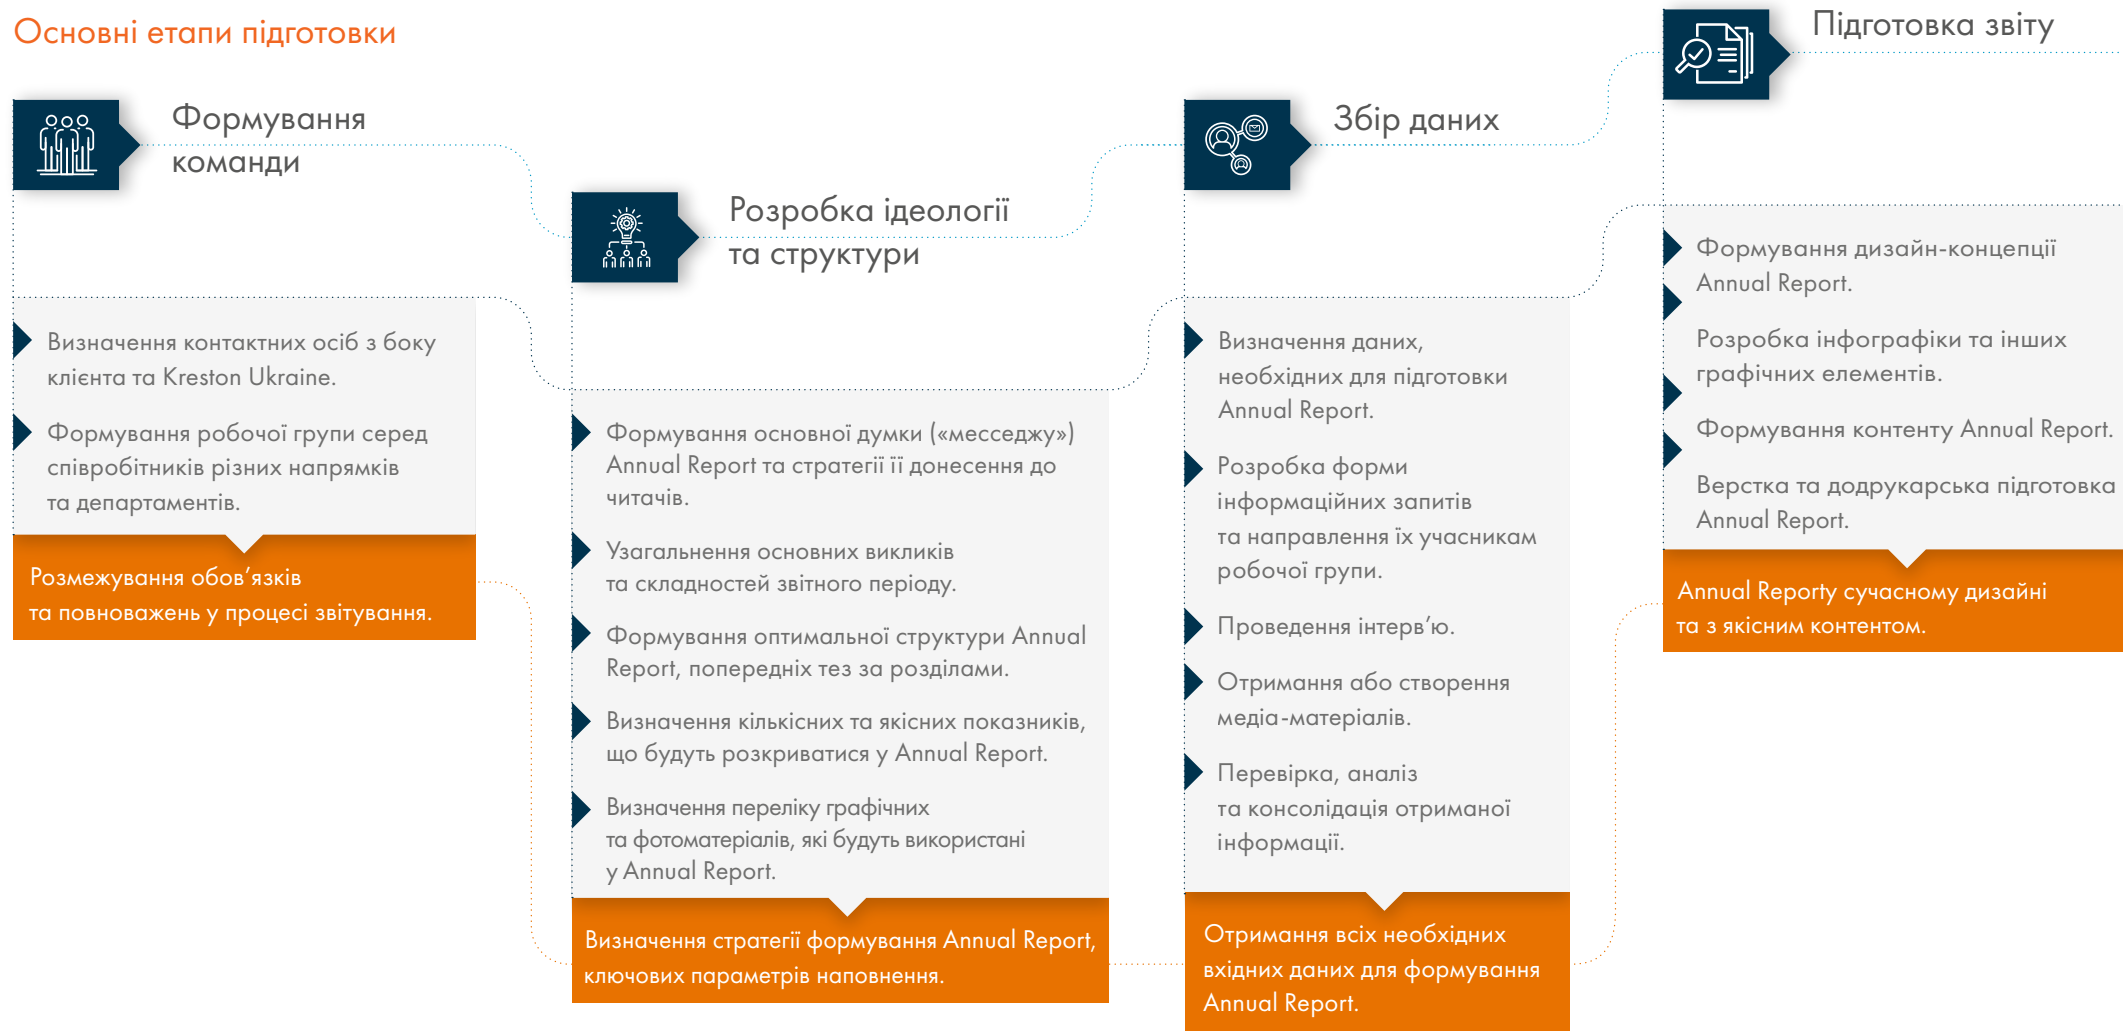 Основні етапи підготовки
Формування
команди
Визначення контактних осіб з боку
клієнта та Kreston Ukraine.
Формування робочої групи серед
співробітників різних напрямків
та департаментів.
Розмежування обов’язків
та повноважень у процесі звітування.
Розробка ідеології
та структури
Формування основної думки («месседжу»)
Annual Report та стратегії її донесення до
читачів.
Узагальнення основних викликів
та складностей звітного періоду.
Формування оптимальної структури Annual
Report, попередніх тез за розділами.
Визначення кількісних та якісних показників,
що будуть розкриватися у Annual Report.
Визначення переліку графічних
та фотоматеріалів, які будуть використані
у Annual Report.
Визначення стратегії формування Annual Report,
ключових параметрів наповнення.
Збір даних
Визначення даних,
необхідних для підготовки
Annual Report.
Розробка форми
інформаційних запитів
та направлення їх учасникам
робочої групи.
Проведення інтерв’ю.
Отримання або створення
медіа-матеріалів.
Перевірка, аналіз
та консолідація отриманої
інформації.
Отримання всіх необхідних
вхідних даних для формування
Annual Report.
Підготовка звіту
Формування дизайн-концепції
Annual Report.
Розробка інфографіки та інших
графічних елементів.
Формування контенту Annual Report.
Верстка та додрукарська підготовка
Annual Report.
Annual Reportу сучасному дизайні
та з якісним контентом.